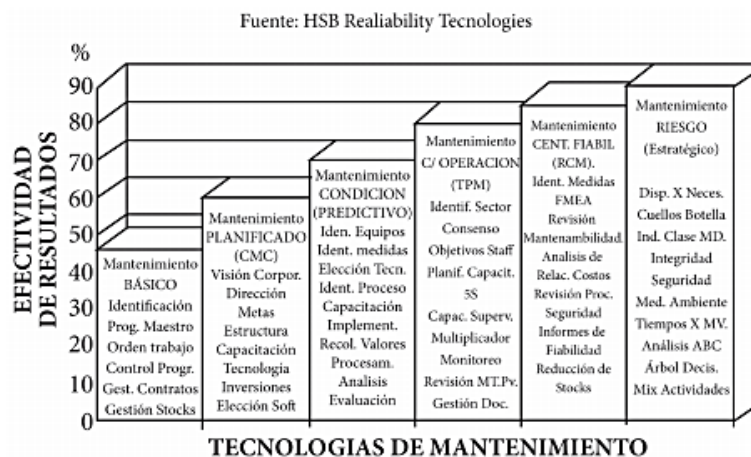 Fuente: HSB Realiability Tecnologies
%
90
80
70
60
50
40
30
20
10
0
EFECTIVIDAD
DE RESULTADOS
Mantenimiento
BÁSICO
Identificación
Prog. Maestro
Orden trabajo
Control Progr.
Gest. Contratos
Gestión Stocks
Mantenimiento
PLANIFICADO
(CMC)
Visión Corpor.
Dirección
Metas
Estructura
Capacitación
Tecnologia
Inversiones
Elección Soft
Mantenimiento
CONDICION
(PREDICTIVO)
Iden. Equipos
Ident. medidas
Elección Tecn.
Ident. Proceso
Capacitación
Implement.
Recol. Valores
Procesam.
Analisis
Evaluación
Mantenimiento
C/ OPERACION
(TPM)
Identif. Sector
Consenso
Objetivos Staff
Planif. Capacit.
5S
Capac. Superv.
Multiplicador
Monitoreo
Revisión MT.Pv.
Gestión Doc.
Mantenimiento
CENT. FIABIL
(RCM).
Ident. Medidas
FMEA
Revisión
Mantenambilidad.
Analisis de
Relac. Costos
Revisión Proc.
Seguridad
Informes de
Fiabilidad
Reducción de
Stocks
Mantenimiento
RIESGO
(Estratégico)
Disp. X Neces.
Cuellos Botella
Ind. Clase MD.
Integridad
Seguridad
Med. Ambiente
Tiempos X MV.
Análisis ABC
Árbol Decis.
Mix Actividades
TECNOLOGIAS DE MANTENIMIENTO